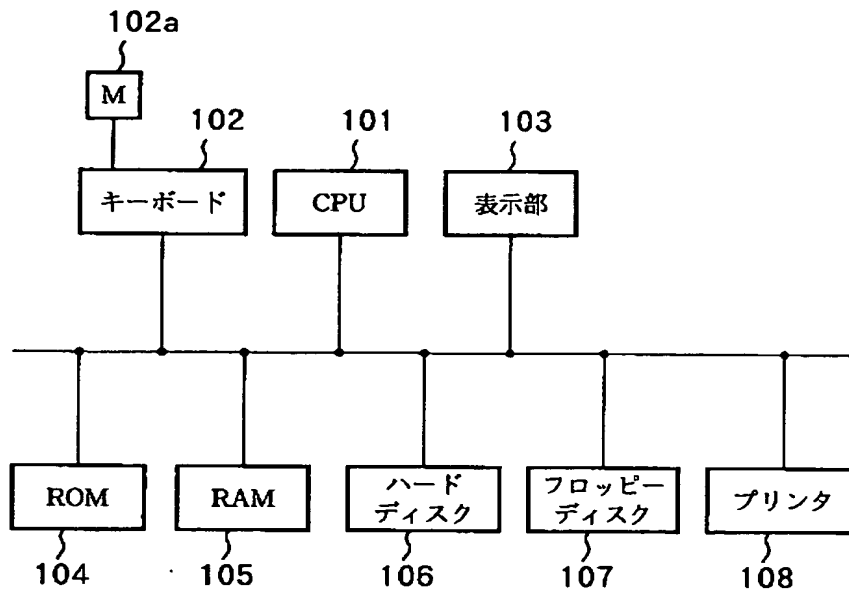 102a
M
102
101
103
キーボード
CPU
表示部
ROM
RAM
ハード
ディスク
フロッピー
ディスク
プリンタ
104
105
106
107
108